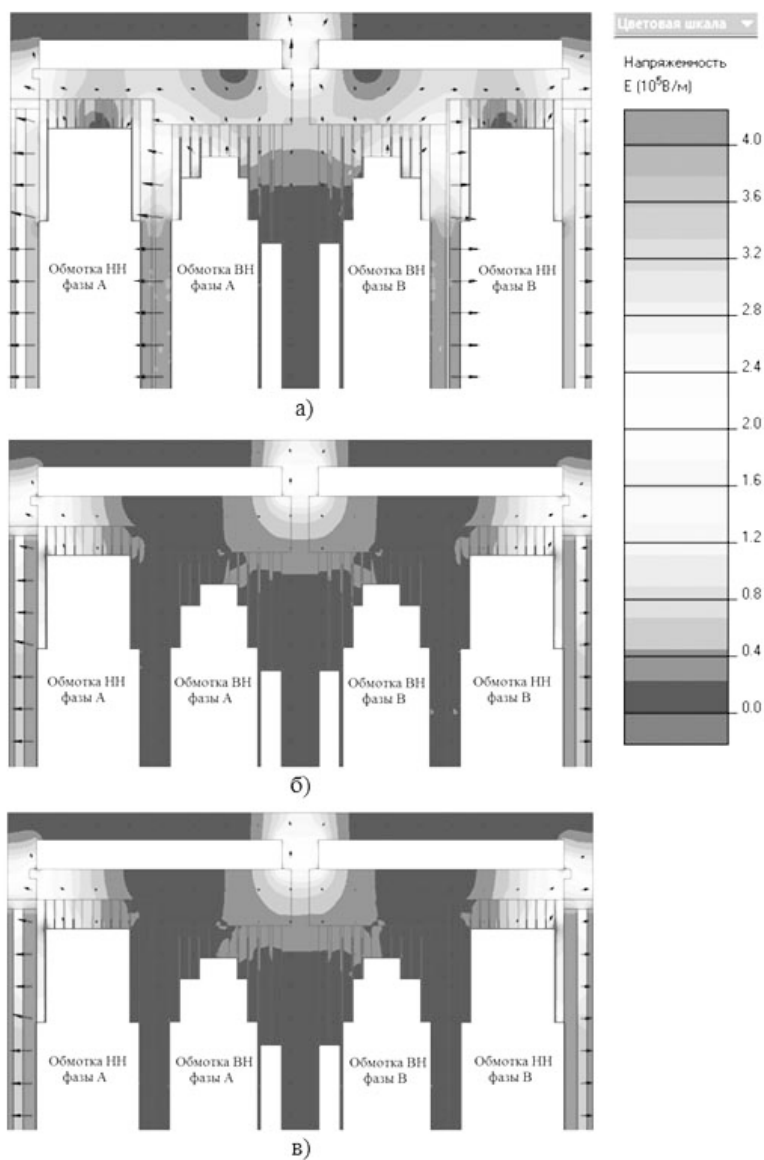 Цветовая шкала
Напряженность
E (10⁵В/м)
4.0
3.6
3.2
2.8
2.4
2.0
1.6
1.2
0.8
0.4
0.0
Обмотка НН
фазы А
Обмотка ВН
фазы А
Обмотка ВН
фазы В
Обмотка НН
фазы В
а)
Обмотка НН
фазы А
Обмотка ВН
фазы А
Обмотка ВН
фазы В
Обмотка НН
фазы В
б)
Обмотка НН
фазы А
Обмотка ВН
фазы А
Обмотка ВН
фазы В
Обмотка НН
фазы В
в)